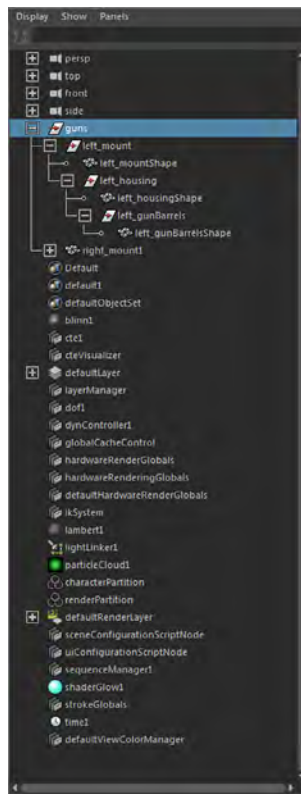 Display Show Panels
persp
top
front
side
guns
left_mount
left_mountShape
left_housing
left_housingShape
left_gunBarrels
left_gunBarrelsShape
right_mount1
Default
default1
defaultObjectSet
blinn1
cte1
cteVisualizer
defaultLayer
layerManager
dof1
dynController1
globalCacheControl
hardwareRenderGlobals
hardwareRenderingGlobals
defaultHardwareRenderGlobals
ikSystem
lambert1
lightLinker1
particleCloud1
characterPartition
renderPartition
defaultRenderLayer
sceneConfigurationScriptNode
uiConfigurationScriptNode
sequenceManager1
shaderGlow1
strokeGlobals
time1
defaultViewColorManager